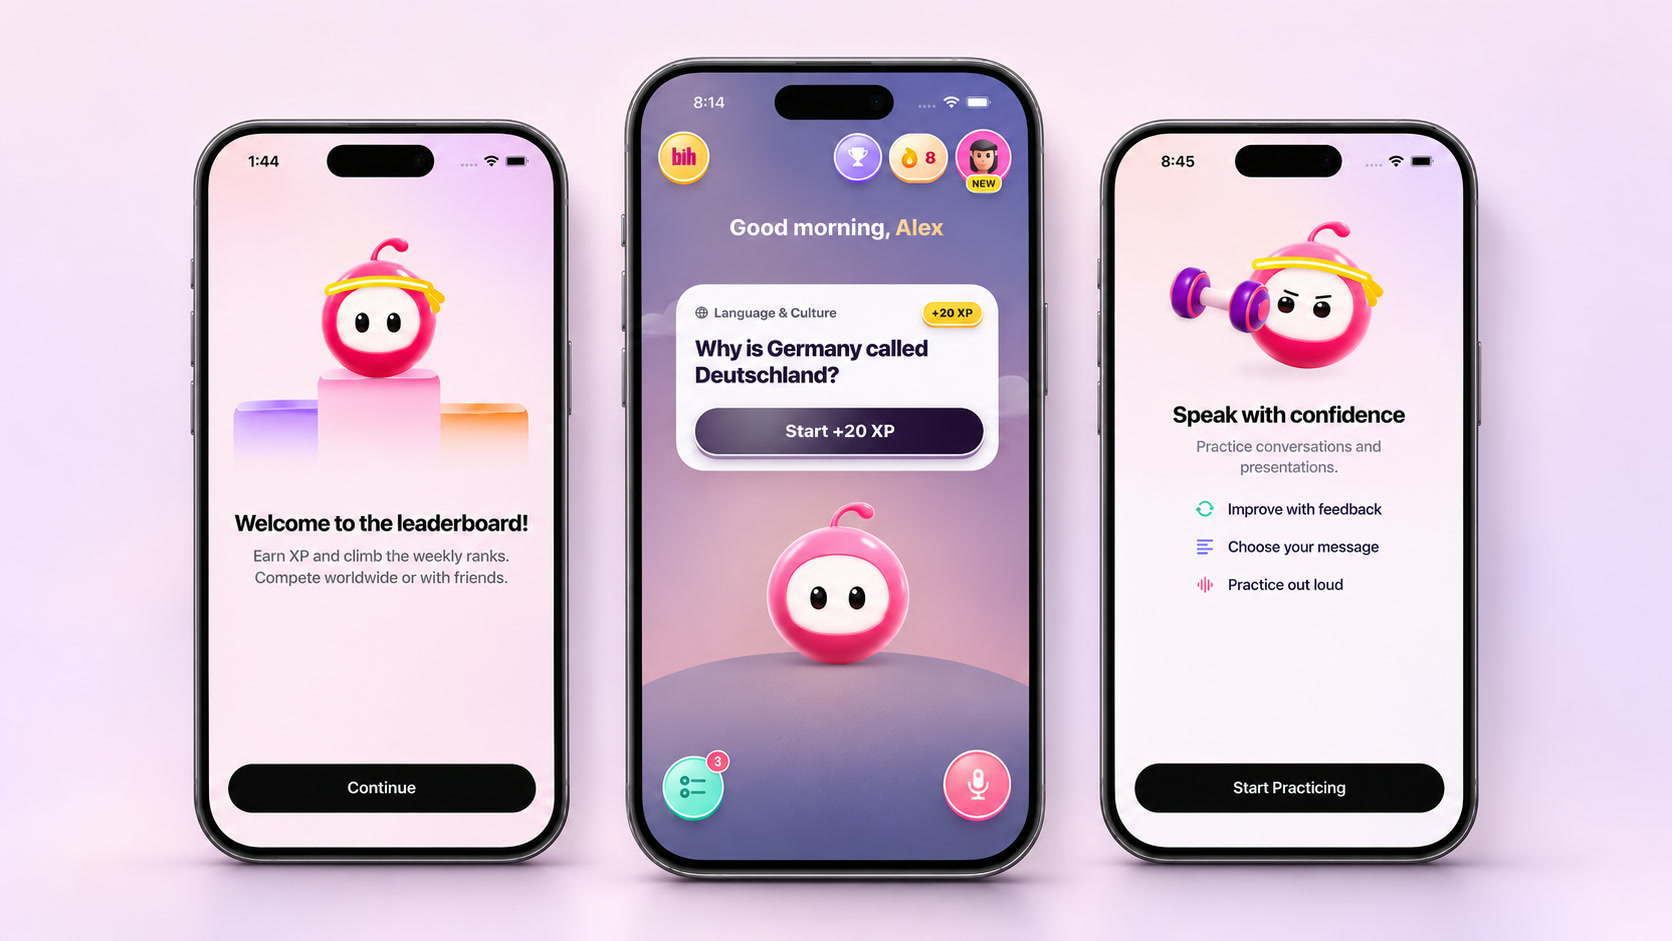 1:44
Welcome to the leaderboard!
Earn XP and climb the weekly ranks.
Compete worldwide or with friends.
Continue
8:14
bih
8
NEW
Good morning, Alex
Language & Culture
+20 XP
Why is Germany called
Deutschland?
Start +20 XP
3
8:45
Speak with confidence
Practice conversations and
presentations.
Improve with feedback
Choose your message
Practice out loud
Start Practicing